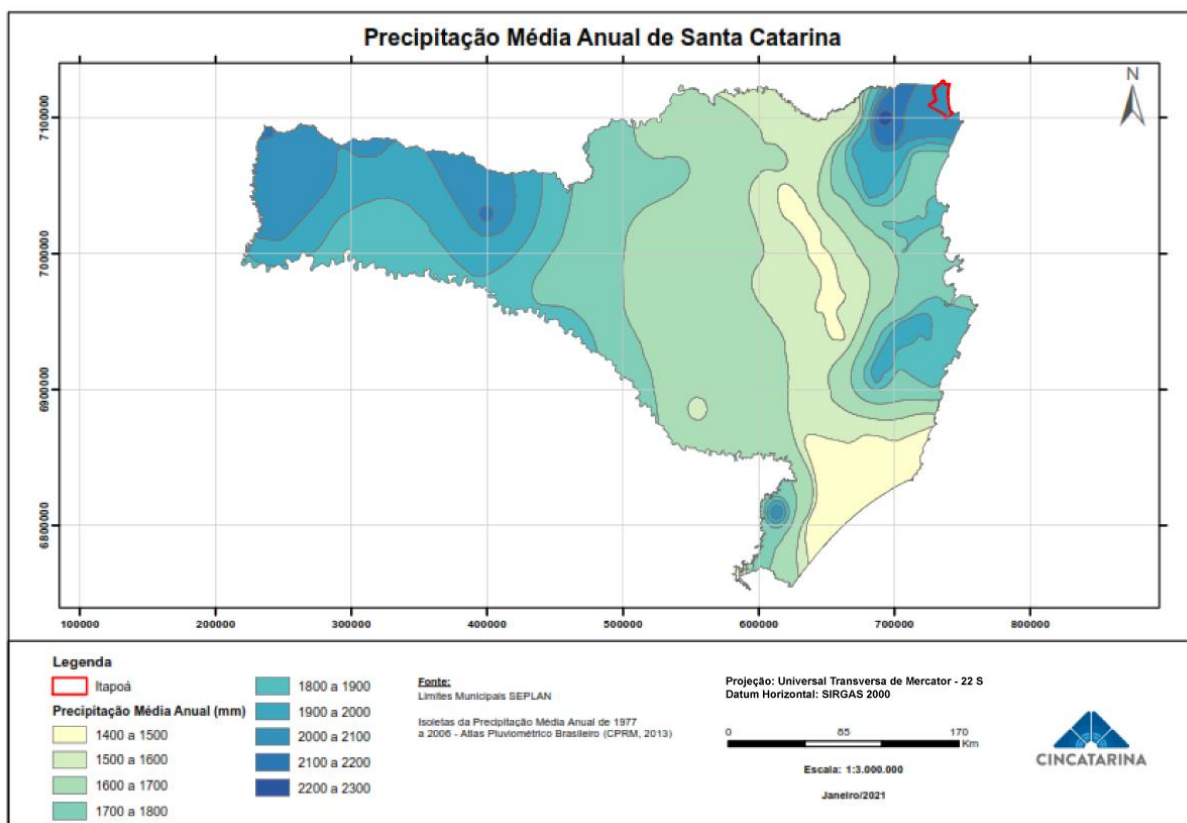 Precipitação Média Anual de Santa Catarina
N
7100000
7000000
6900000
6800000
100000
200000
300000
400000
500000
600000
700000
800000
Legenda
Itapoá
Precipitação Média Anual (mm)
1400 a 1500
1500 a 1600
1600 a 1700
1700 a 1800
1800 a 1900
1900 a 2000
2000 a 2100
2100 a 2200
2200 a 2300
Fonte:
Limites Municipais SEPLAN
Isoietas da Precipitação Média Anual de 1977
a 2006 - Atlas Pluviométrico Brasileiro (CPRM, 2013)
Projeção: Universal Transversa de Mercator - 22 S
Datum Horizontal: SIRGAS 2000
0 85 170
Km
Escala: 1:3.000.000
Janeiro/2021
CINCATARINA